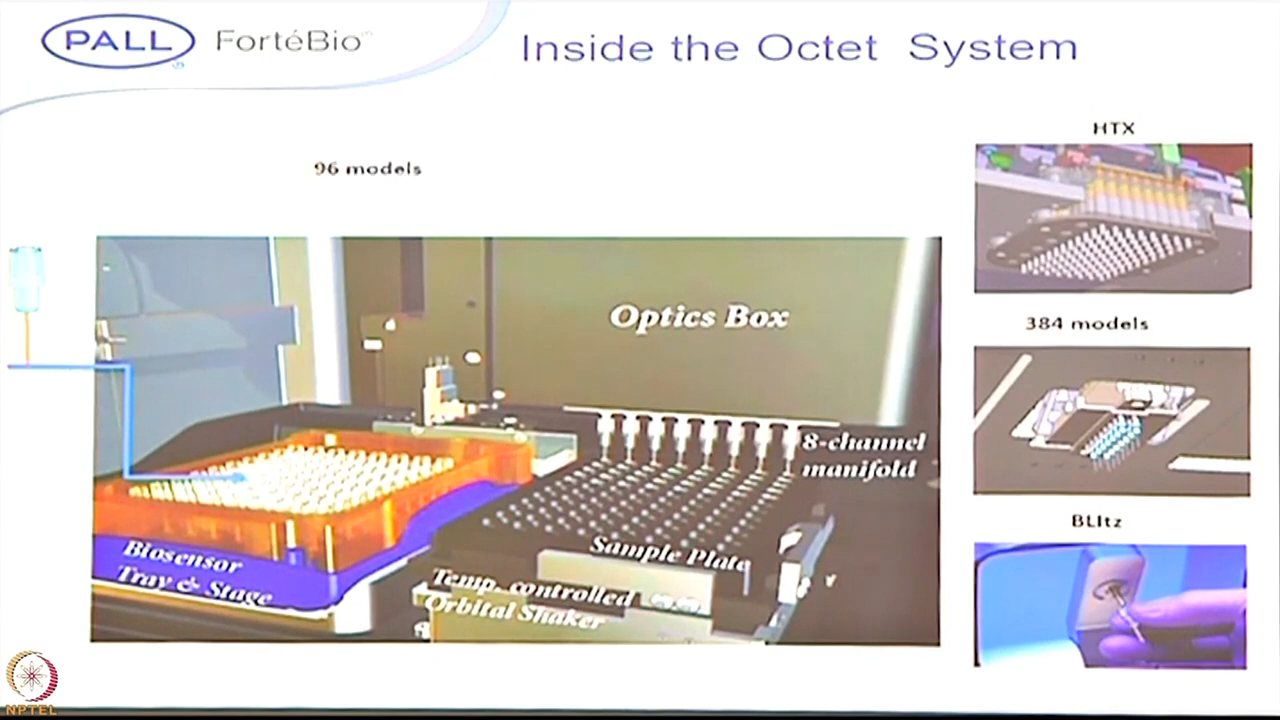 PALL FortéBio™
Inside the Octet System
96 models
HTX
Optics Box
384 models
8-channel
manifold
BLItz
Sample Plate
Biosensor
Tray & Stage
Temp. controlled
Orbital Shaker
NPTEL